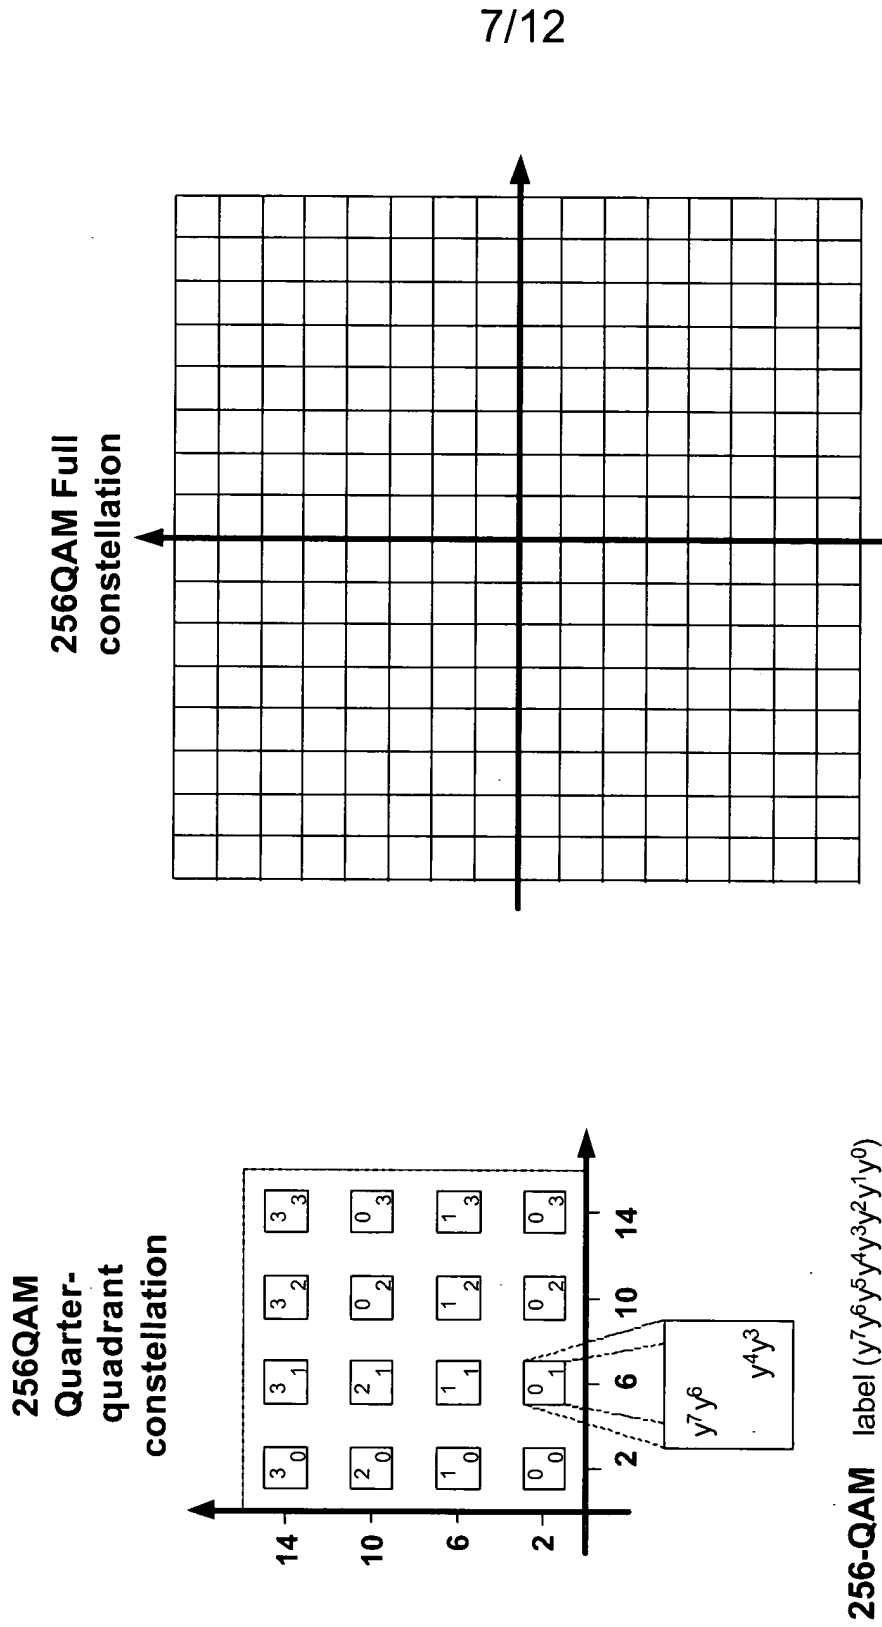 7/12
256QAM
Quarter-
quadrant
constellation
14
3 0
3 1
3 2
3 3
10
2 0
2 1
0 2
0 3
6
1 0
1 1
1 2
1 3
2
0 0
0 1
0 2
0 3
2 6 10 14
y⁷y⁶
y⁴y³
256-QAM label (y⁷y⁶y⁵y⁴y³y²y¹y⁰)
256QAM Full
constellation